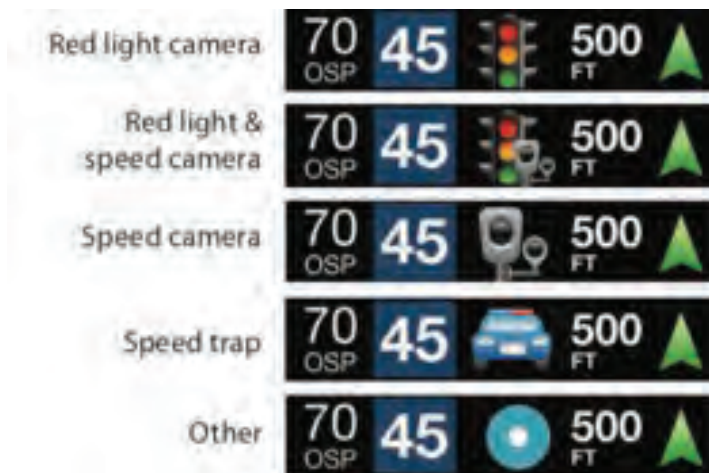 Red light camera 70 45 500
OSP FT
Red light &
speed camera 70 45 500
OSP FT
Speed camera 70 45 500
OSP FT
Speed trap 70 45 500
OSP FT
Other 70 45 500
OSP FT